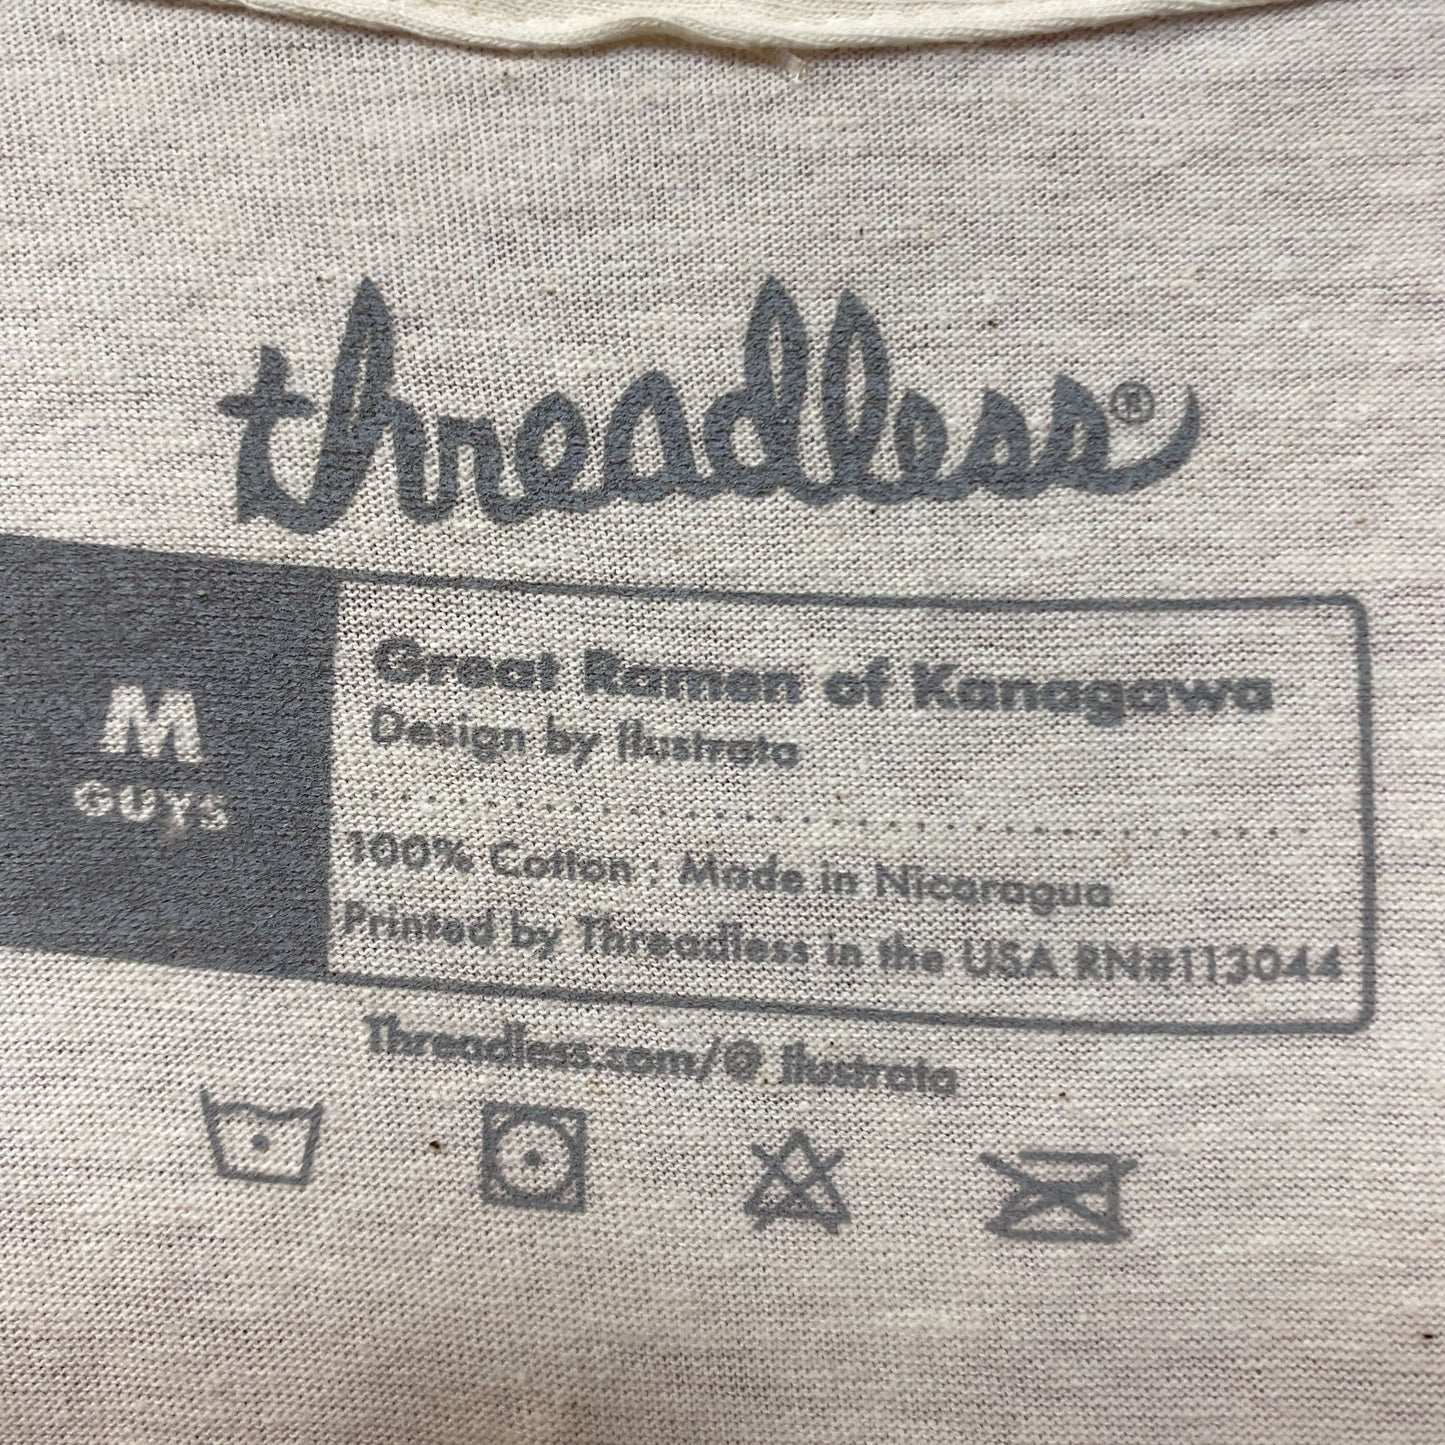 threadless®
M
GUYS
Great Ramen of Kanagawa
Design by Ilustrata
100% Cotton : Made in Nicaragua
Printed by Threadless in the USA RN#113044
Threadless.com/@ Ilustrata